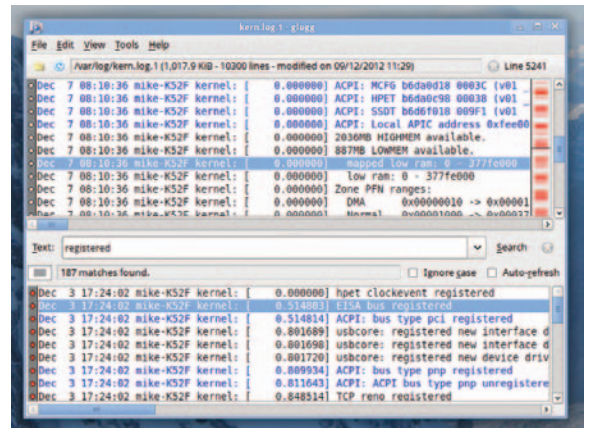 kern.log.1 - glogg
File Edit View Tools Help
/var/log/kern.log.1 (1,017.9 KiB - 10300 lines - modified on 09/12/2012 11:29) Line 5241
Dec 7 08:10:36 mike-K52F kernel: [ 0.000000] ACPI: MCFG b6da0d18 0003C (v01 _
Dec 7 08:10:36 mike-K52F kernel: [ 0.000000] ACPI: HPET b6da0c98 00038 (v01 _
Dec 7 08:10:36 mike-K52F kernel: [ 0.000000] ACPI: SSDT b6d6f018 009F1 (v01
Dec 7 08:10:36 mike-K52F kernel: [ 0.000000] ACPI: Local APIC address 0xfee00
Dec 7 08:10:36 mike-K52F kernel: [ 0.000000] 2036MB HIGHMEM available.
Dec 7 08:10:36 mike-K52F kernel: [ 0.000000] 887MB LOWMEM available.
Dec 7 08:10:36 mike-K52F kernel: [ 0.000000] mapped low ram: 0 - 377fe000
Dec 7 08:10:36 mike-K52F kernel: [ 0.000000] low ram: 0 - 377fe000
Dec 7 08:10:36 mike-K52F kernel: [ 0.000000] Zone PFN ranges:
Dec 7 08:10:36 mike-K52F kernel: [ 0.000000] DMA 0x00000010 -> 0x00001
Dec 7 08:10:36 mike-K52F kernel: [ 0.000000] Normal 0x00001000 -> 0x00037
Text: registered Search
187 matches found. Ignore case Auto-refresh
Dec 3 17:24:02 mike-K52F kernel: [ 0.000000] hpet clockevent registered
Dec 3 17:24:02 mike-K52F kernel: [ 0.514803] EISA bus registered
Dec 3 17:24:02 mike-K52F kernel: [ 0.514814] ACPI: bus type pci registered
Dec 3 17:24:02 mike-K52F kernel: [ 0.801689] usbcore: registered new interface d
Dec 3 17:24:02 mike-K52F kernel: [ 0.801698] usbcore: registered new interface d
Dec 3 17:24:02 mike-K52F kernel: [ 0.801720] usbcore: registered new device driv
Dec 3 17:24:02 mike-K52F kernel: [ 0.809934] ACPI: bus type pnp registered
Dec 3 17:24:02 mike-K52F kernel: [ 0.811643] ACPI: ACPI bus type pnp unregistere
Dec 3 17:24:02 mike-K52F kernel: [ 0.848514] TCP reno registered